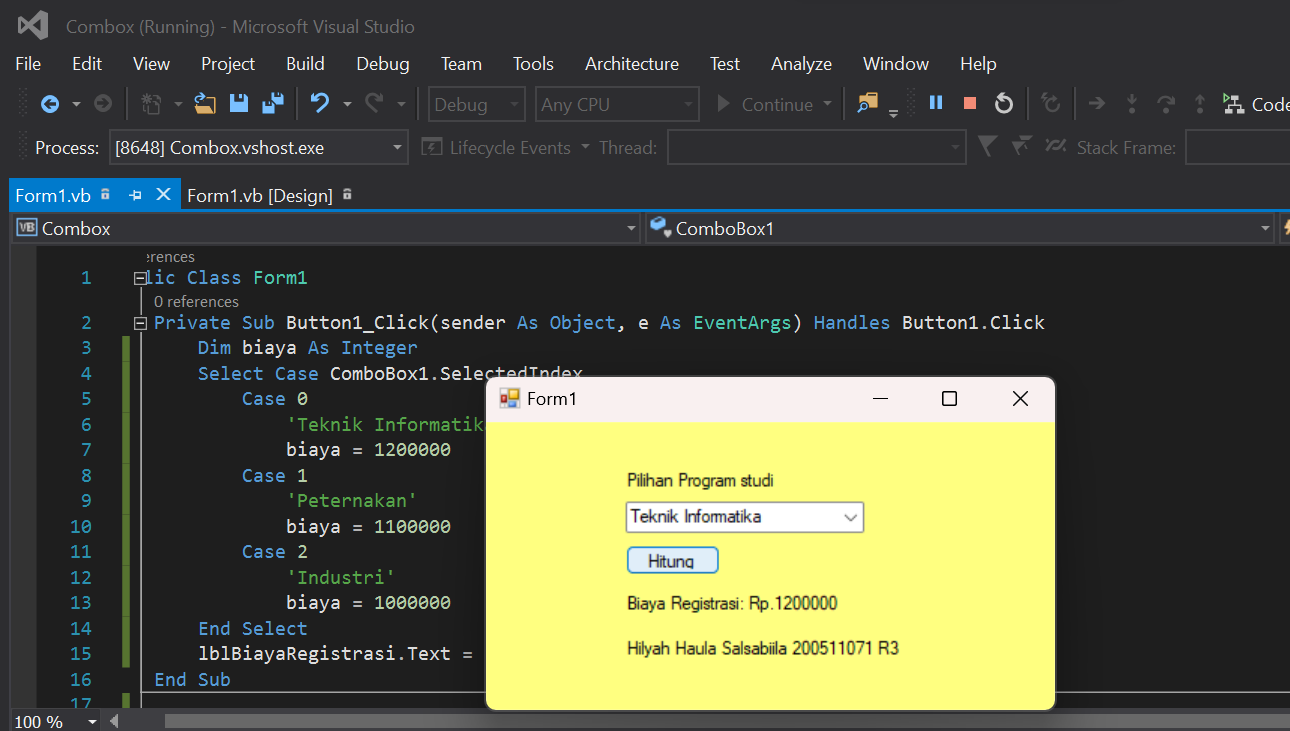 Combox (Running) - Microsoft Visual Studio
File Edit View Project Build Debug Team Tools Architecture Test Analyze Window Help
Debug Any CPU Continue Code
Process: [8648] Combox.vshost.exe Lifecycle Events Thread: Stack Frame:
Form1.vb Form1.vb [Design]
VB Combox ComboBox1
erences
1 lic Class Form1
0 references
2 Private Sub Button1_Click(sender As Object, e As EventArgs) Handles Button1.Click
3 Dim biaya As Integer
4 Select Case ComboBox1.SelectedIndex
5 Case 0
6 'Teknik Informatik
7 biaya = 1200000
8 Case 1
9 'Peternakan'
10 biaya = 1100000
11 Case 2
12 'Industri'
13 biaya = 1000000
14 End Select
15 lblBiayaRegistrasi.Text =
16 End Sub
17
100 %
Form1
Pilihan Program studi
Teknik Informatika
Hitung
Biaya Registrasi: Rp.1200000
Hilyah Haula Salsabiila 200511071 R3